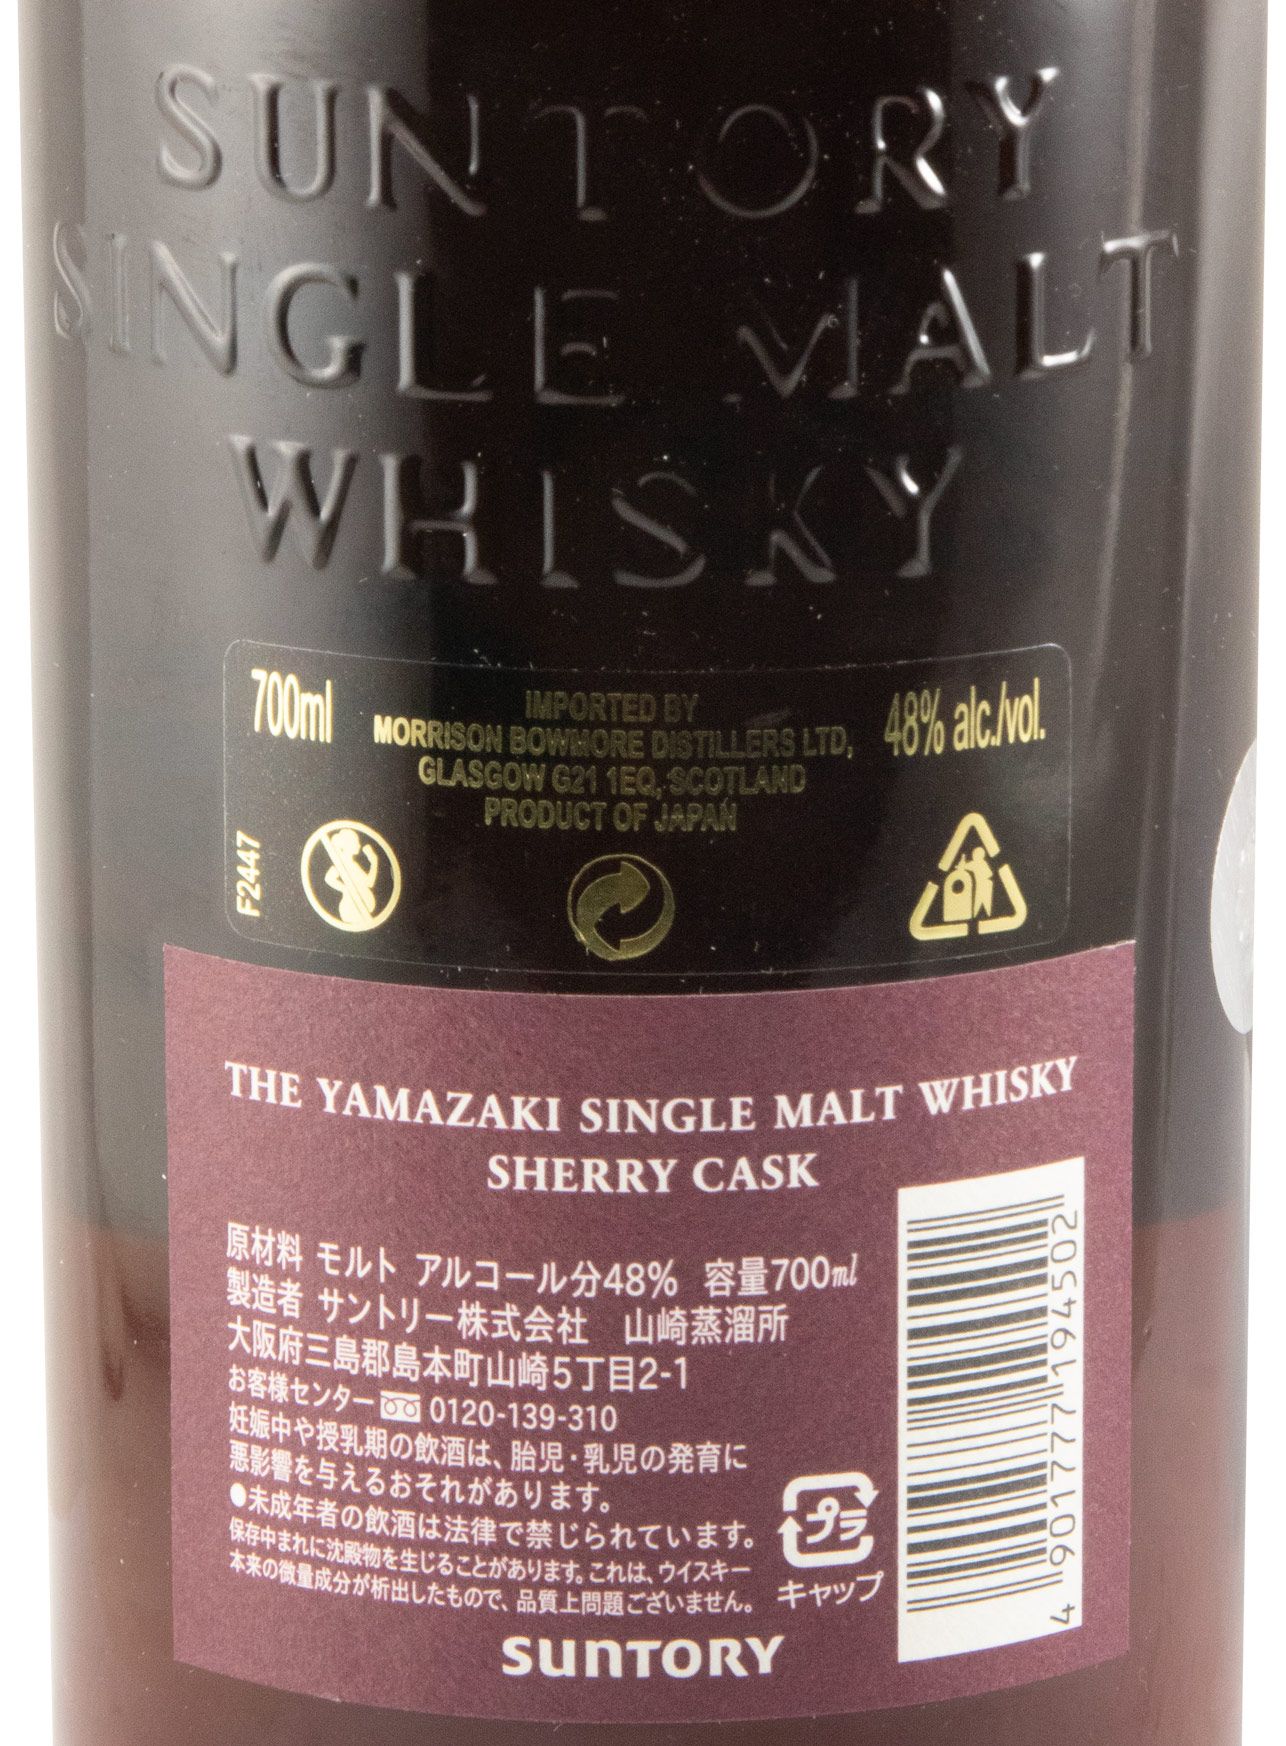 SUNTORY
SINGLE MALT
WHISKY
700ml
IMPORTED BY
MORRISON BOWMORE DISTILLERS LTD,
GLASGOW G21 1EQ, SCOTLAND
PRODUCT OF JAPAN
48% alc./vol.
F2447
THE YAMAZAKI SINGLE MALT WHISKY
SHERRY CASK
原材料 モルト アルコール分48% 容量700ml
製造者 サントリー株式会社 山崎蒸溜所
大阪府三島郡島本町山崎5丁目2-1
お客様センター 0120-139-310
妊娠中や授乳期の飲酒は、胎児・乳児の発育に
悪影響を与えるおそれがあります。
●未成年者の飲酒は法律で禁じられています。
保存中まれに沈殿物を生じることがあります。これは、ウイスキー
本来の微量成分が析出したもので、品質上問題ございません。
プラ
キャップ
SUNTORY
4 901777 194502